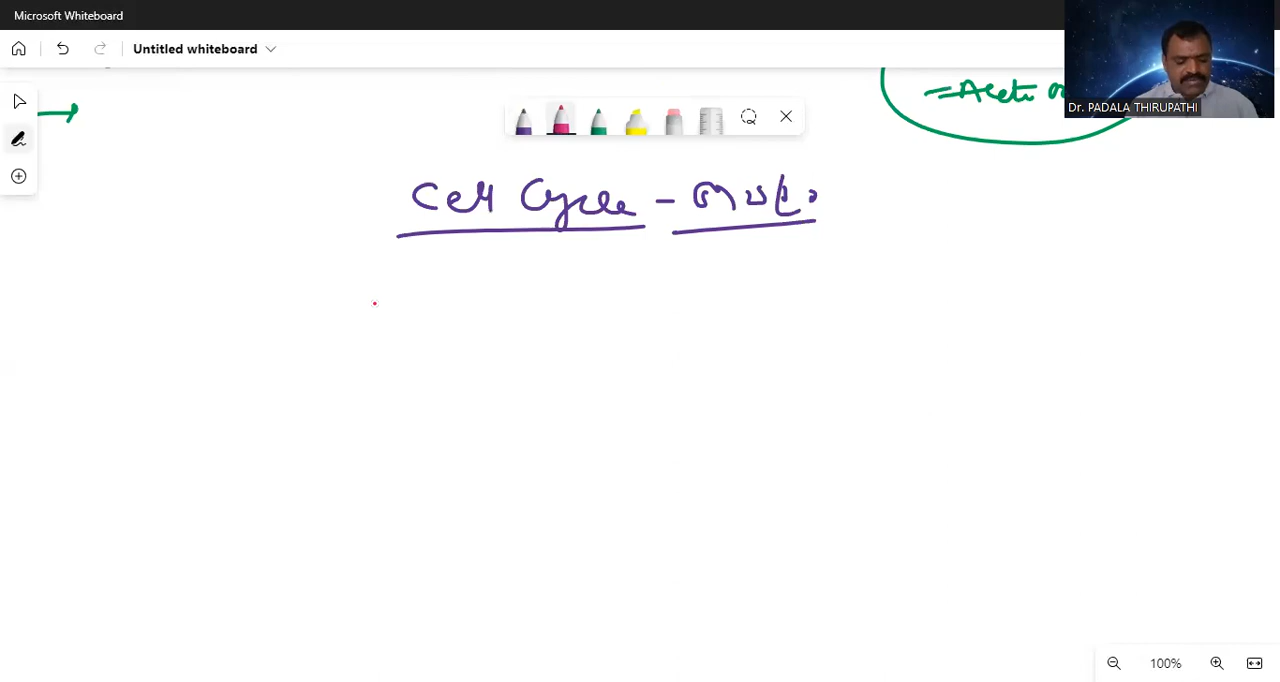 Microsoft Whiteboard
Untitled whiteboard
Dr. PADALA THIRUPATHI
Cell Cycle -
100%